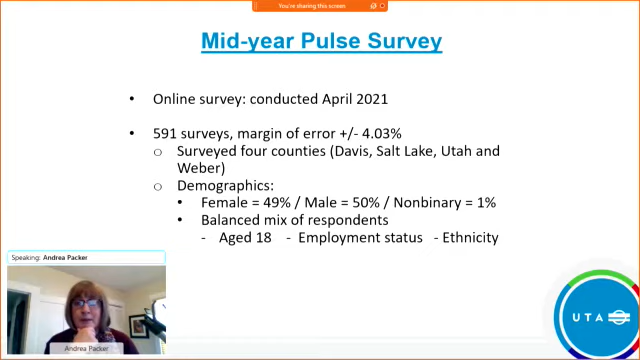 You're sharing this screen
Mid-year Pulse Survey
• Online survey: conducted April 2021
• 591 surveys, margin of error +/- 4.03%
o Surveyed four counties (Davis, Salt Lake, Utah and
Weber)
o Demographics:
• Female = 49% / Male = 50% / Nonbinary = 1%
• Balanced mix of respondents
- Aged 18 - Employment status - Ethnicity
Speaking: Andrea Packer
Andrea Packer
UTA